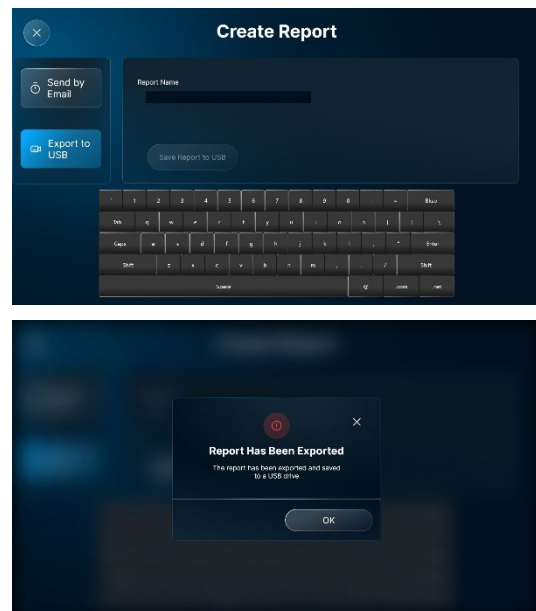 Create Report
Send by
Email
Report Name
Export to
USB
Save Report to USB
` 1 2 3 4 5 6 7 8 9 0 - = Bksp
Tab q w e r t y u i o p [ ] \
Caps a s d f g h j k l ; ' Enter
Shift z x c v b n m , . / Shift
Space @ .com .net
Report Has Been Exported
The report has been exported and saved
to a USB drive
OK